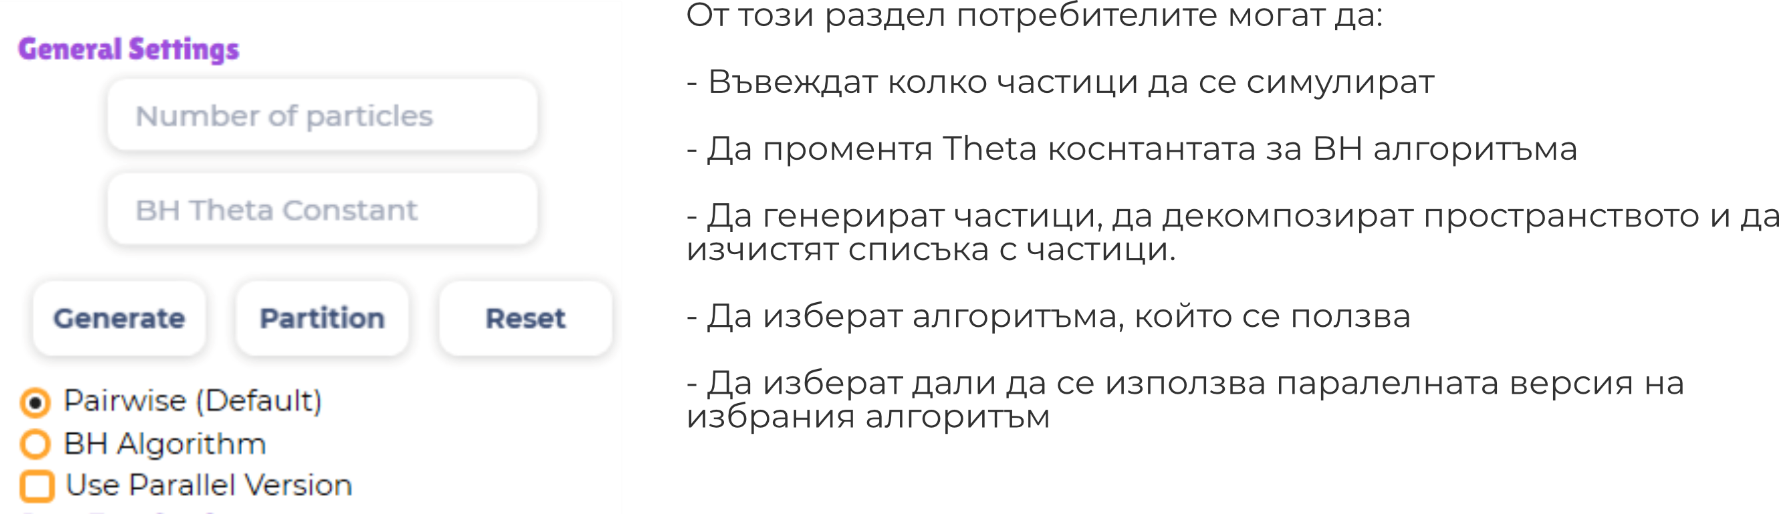 General Settings
Number of particles
BH Theta Constant
Generate Partition Reset
Pairwise (Default)
BH Algorithm
Use Parallel Version
От този раздел потребителите могат да:
- Въвеждат колко частици да се симулират
- Да променят Theta коснтантата за BH алгоритъма
- Да генерират частици, да декомпозират пространството и да
изчистят списъка с частици.
- Да изберат алгоритъма, който се ползва
- Да изберат дали да се използва паралелната версия на
избрания алгоритъм